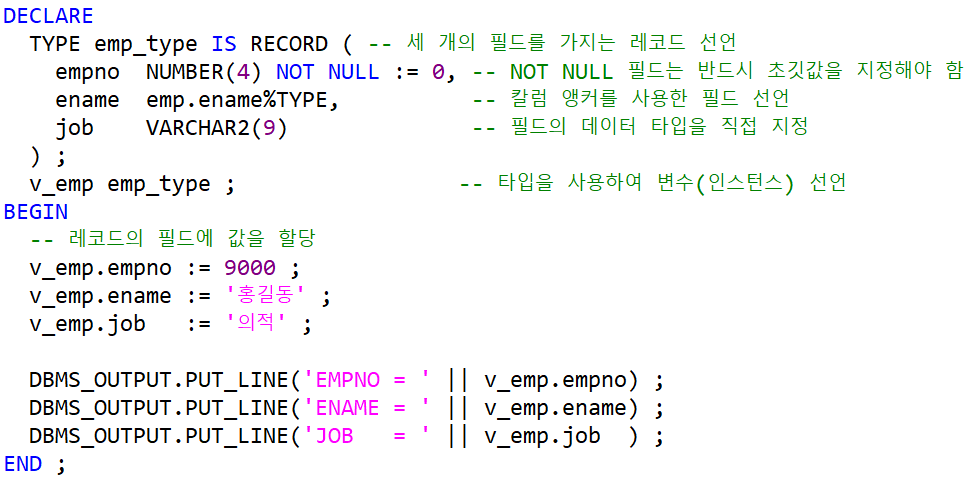 DECLARE
  TYPE emp_type IS RECORD ( -- 세 개의 필드를 가지는 레코드 선언
    empno  NUMBER(4) NOT NULL := 0, -- NOT NULL 필드는 반드시 초깃값을 지정해야 함
    ename  emp.ename%TYPE,          -- 칼럼 앵커를 사용한 필드 선언
    job    VARCHAR2(9)              -- 필드의 데이터 타입을 직접 지정
  ) ;
  v_emp emp_type ;                 -- 타입을 사용하여 변수(인스턴스) 선언
BEGIN
  -- 레코드의 필드에 값을 할당
  v_emp.empno := 9000 ;
  v_emp.ename := '홍길동' ;
  v_emp.job   := '의적' ;

  DBMS_OUTPUT.PUT_LINE('EMPNO = ' || v_emp.empno) ;
  DBMS_OUTPUT.PUT_LINE('ENAME = ' || v_emp.ename) ;
  DBMS_OUTPUT.PUT_LINE('JOB   = ' || v_emp.job  ) ;
END ;